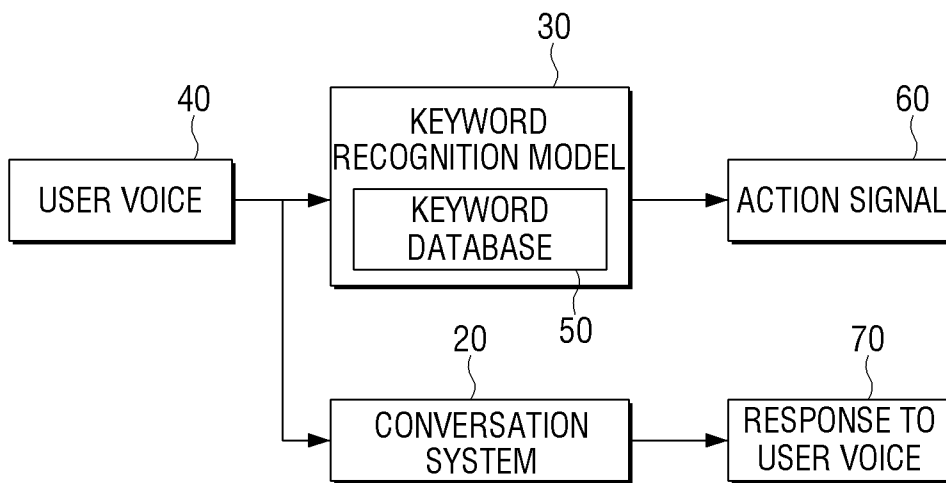 30
40
60
KEYWORD
RECOGNITION MODEL
USER VOICE
ACTION SIGNAL
KEYWORD
DATABASE
50
20
70
CONVERSATION
SYSTEM
RESPONSE TO
USER VOICE